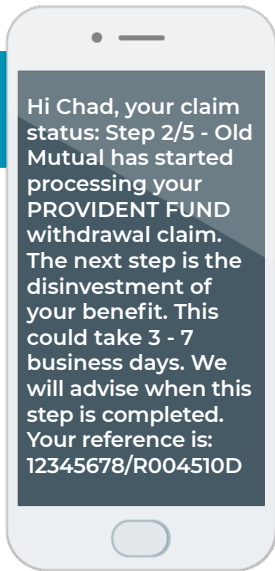 Hi Chad, your claim
status: Step 2/5 - Old
Mutual has started
processing your
PROVIDENT FUND
withdrawal claim.
The next step is the
disinvestment of
your benefit. This
could take 3 - 7
business days. We
will advise when this
step is completed.
Your reference is:
12345678/R004510D